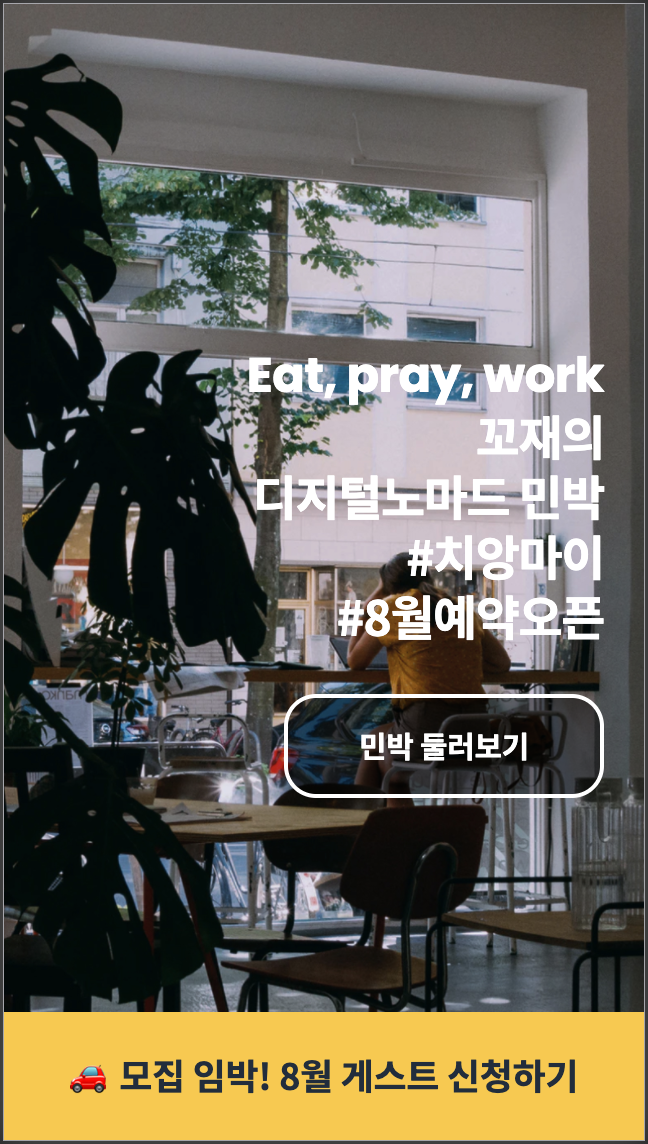 Eat, pray, work
꼬재의
디지털노마드 민박
#치앙마이
#8월예약오픈
민박 둘러보기
🚗 모집 임박! 8월 게스트 신청하기